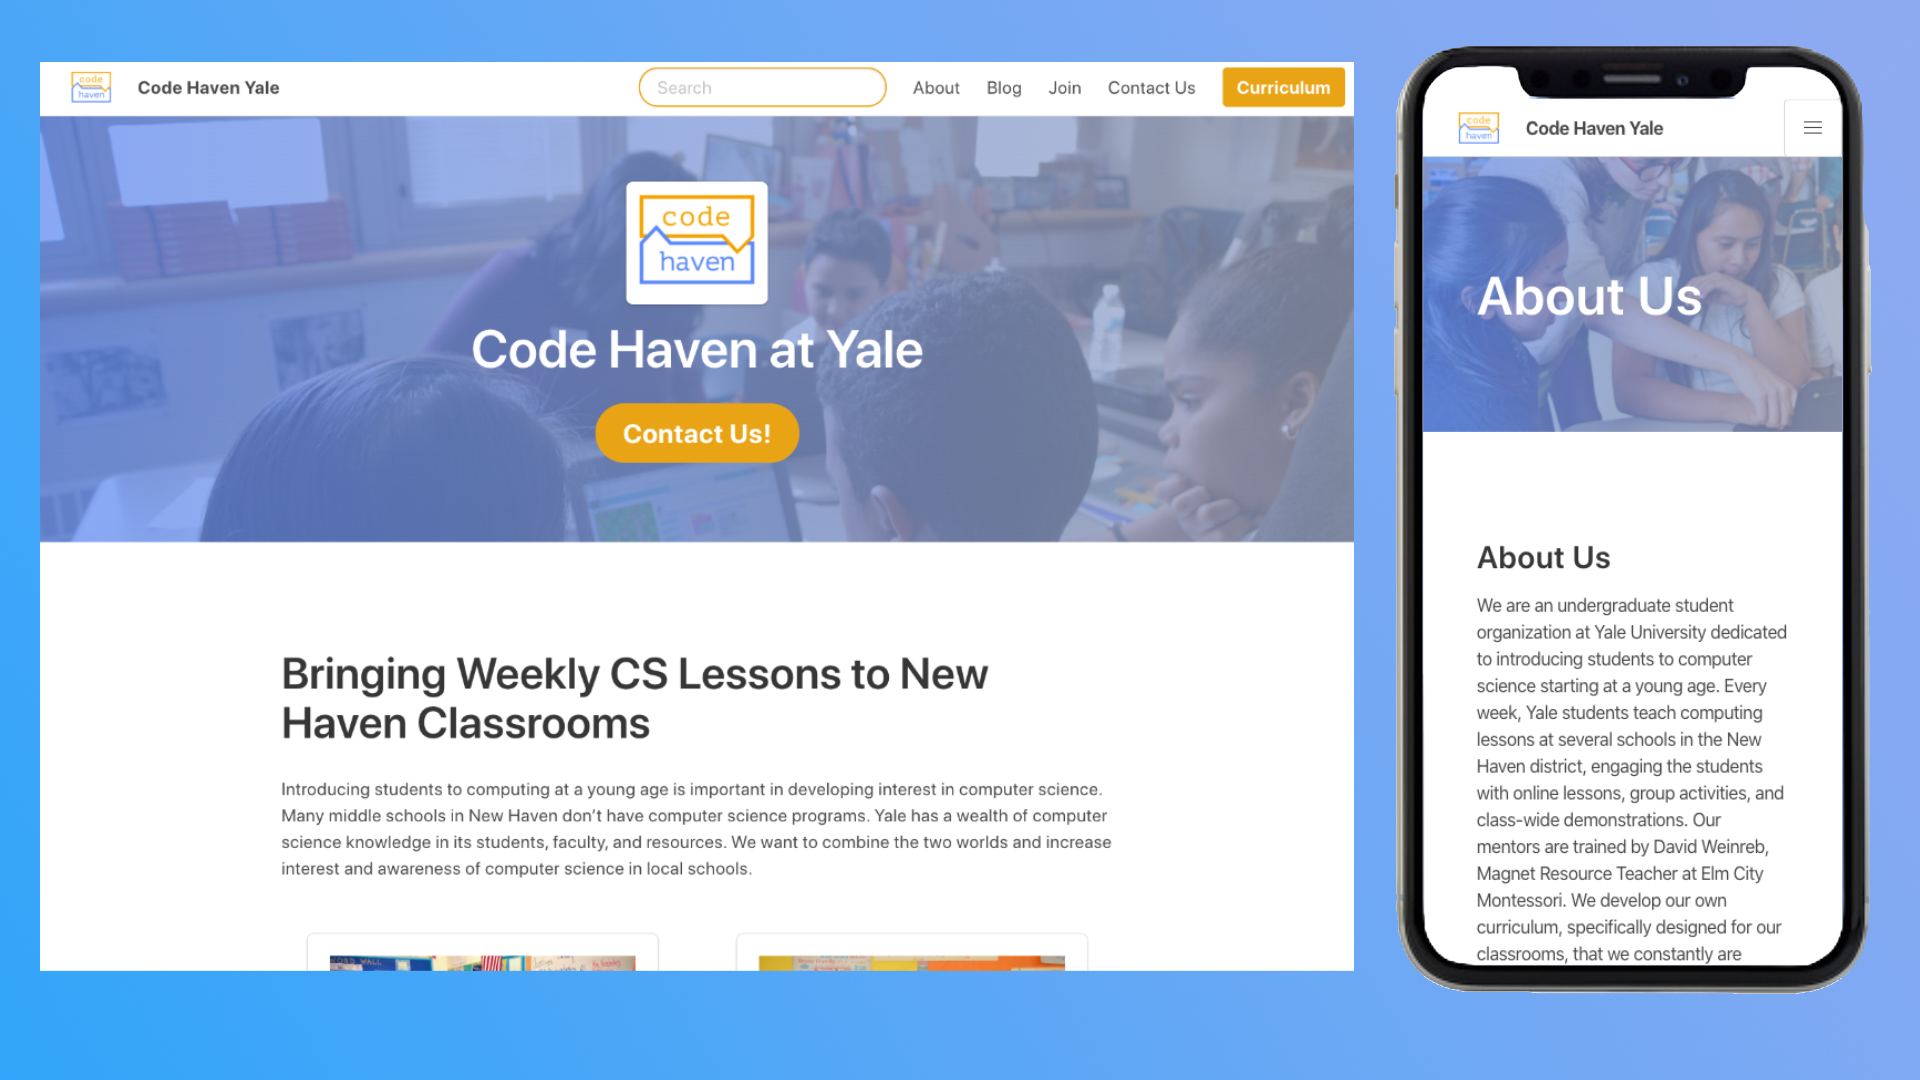 code
haven
Code Haven Yale
Search
About
Blog
Join
Contact Us
Curriculum
code
haven
Code Haven at Yale
Contact Us!
Bringing Weekly CS Lessons to New
Haven Classrooms
Introducing students to computing at a young age is important in developing interest in computer science.
Many middle schools in New Haven don’t have computer science programs. Yale has a wealth of computer
science knowledge in its students, faculty, and resources. We want to combine the two worlds and increase
interest and awareness of computer science in local schools.
WALL
code
haven
Code Haven Yale
About Us
About Us
We are an undergraduate student
organization at Yale University dedicated
to introducing students to computer
science starting at a young age. Every
week, Yale students teach computing
lessons at several schools in the New
Haven district, engaging the students
with online lessons, group activities, and
class-wide demonstrations. Our
mentors are trained by David Weinreb,
Magnet Resource Teacher at Elm City
Montessori. We develop our own
curriculum, specifically designed for our
classrooms, that we constantly are